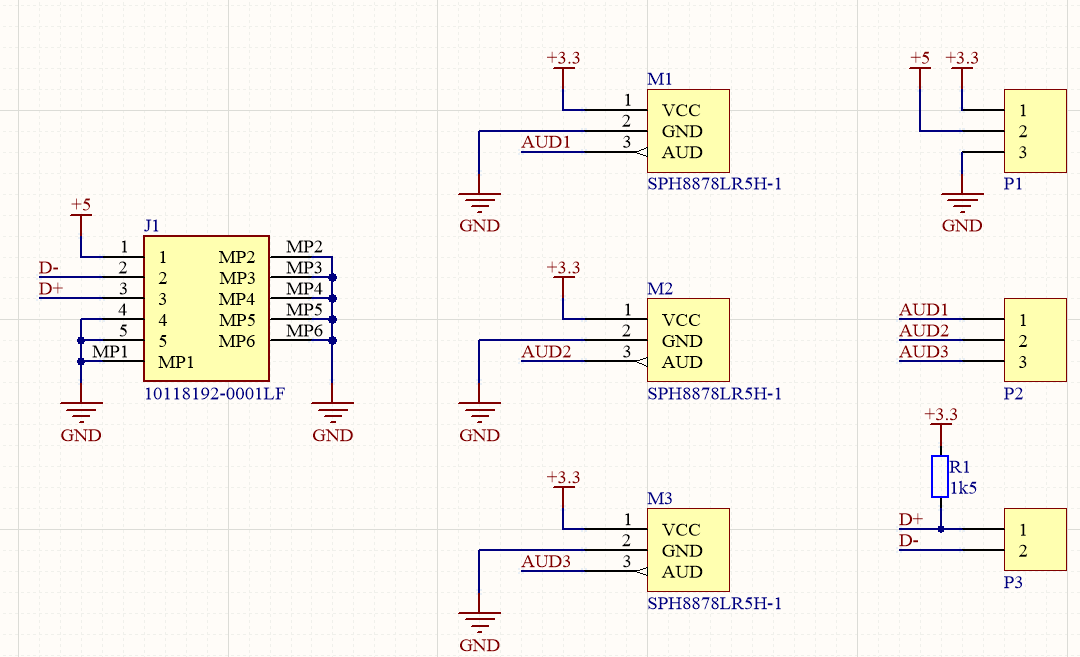 +5
J1
1 1 MP2 MP2
D- 2 2 MP3 MP3
D+ 3 3 MP4 MP4
4 4 MP5 MP5
5 5 MP6 MP6
MP1 MP1
10118192-0001LF
GND
GND
+3.3
M1
1 VCC
2 GND
AUD1 3 AUD
SPH8878LR5H-1
GND
+3.3
M2
1 VCC
2 GND
AUD2 3 AUD
SPH8878LR5H-1
GND
+3.3
M3
1 VCC
2 GND
AUD3 3 AUD
SPH8878LR5H-1
GND
+5 +3.3
1
2
3
P1
GND
AUD1 1
AUD2 2
AUD3 3
P2
+3.3
R1
1k5
D+ 1
D- 2
P3